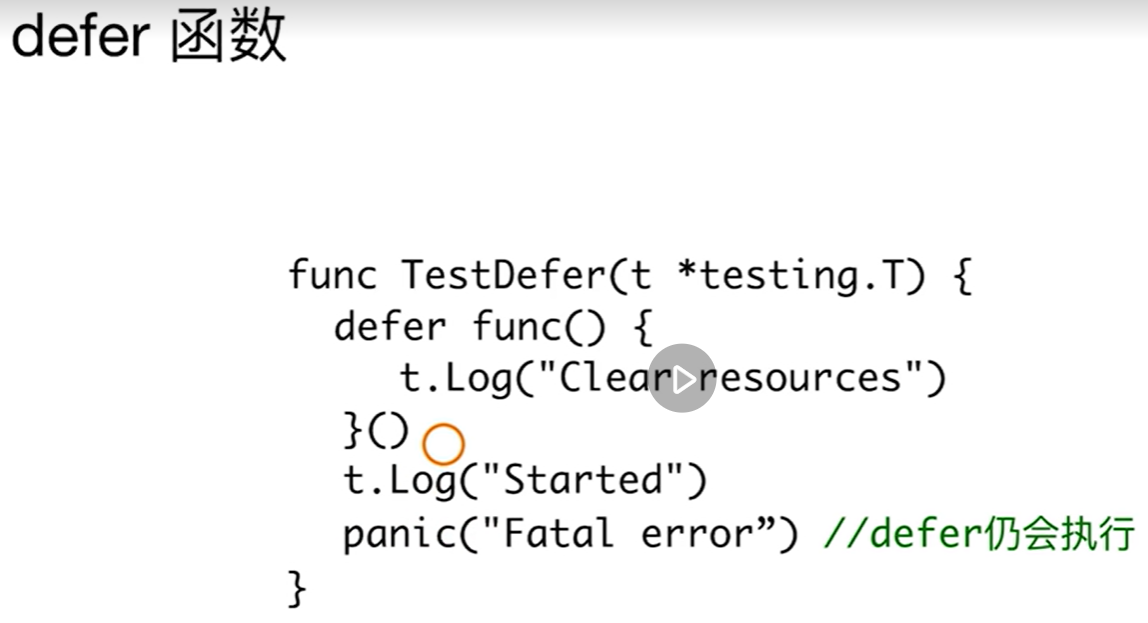 defer 函数
func TestDefer(t *testing.T) {
defer func() {
t.Log("Clear resources")
}()
t.Log("Started")
panic("Fatal error”) //defer仍会执行
}